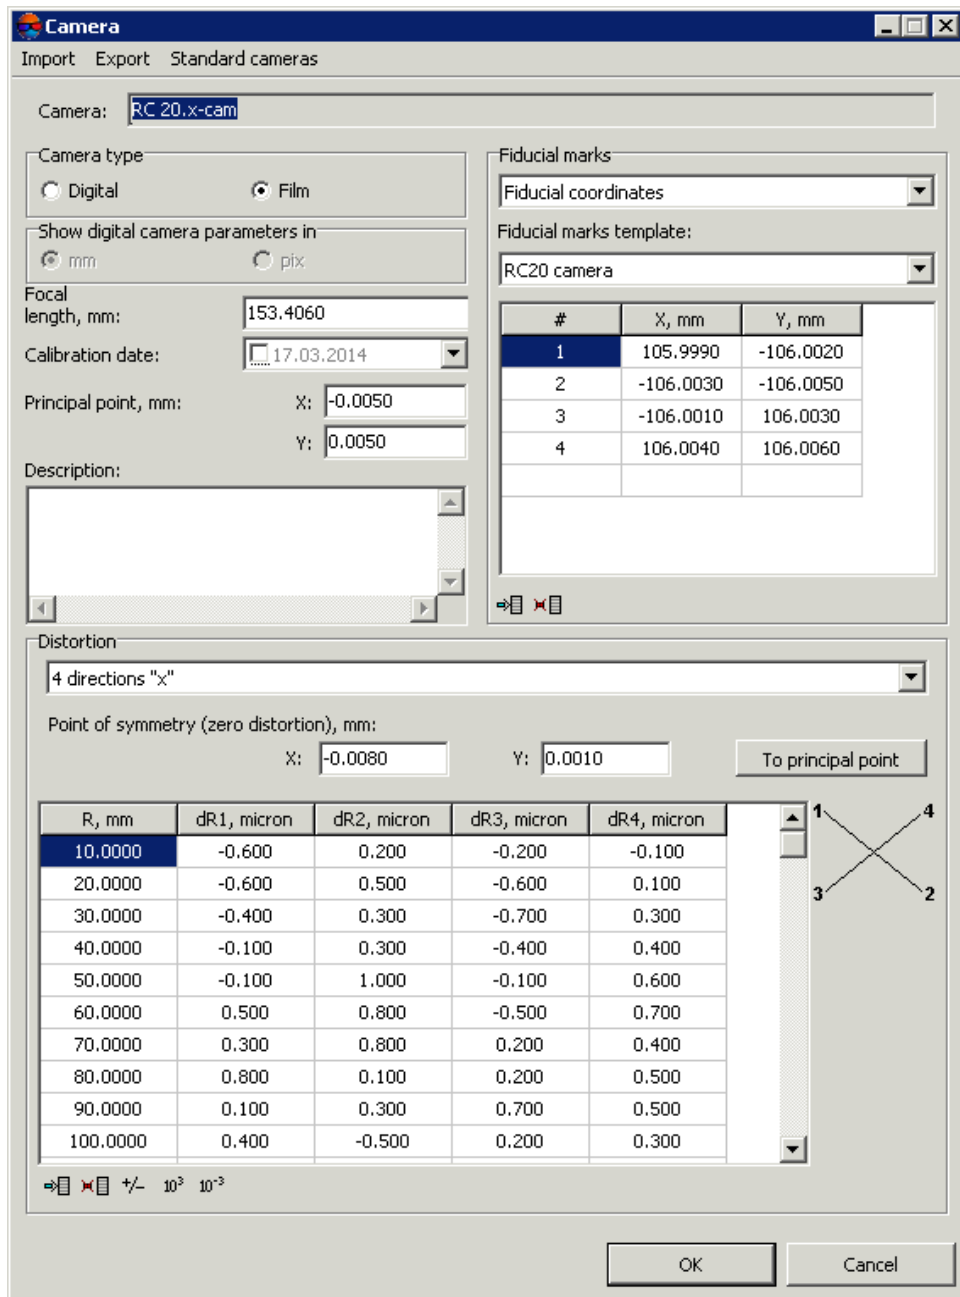 Camera
Import Export Standard cameras
Camera: RC 20.x-cam
Camera type
Digital Film
Show digital camera parameters in
mm pix
Focal
length, mm: 153.4060
Calibration date: 17.03.2014
Principal point, mm: X: -0.0050
Y: 0.0050
Description:
Fiducial marks
Fiducial coordinates
Fiducial marks template:
RC20 camera
# X, mm Y, mm
1 105.9990 -106.0020
2 -106.0030 -106.0050
3 -106.0010 106.0030
4 106.0040 106.0060
Distortion
4 directions "x"
Point of symmetry (zero distortion), mm:
X: -0.0080 Y: 0.0010 To principal point
R, mm dR1, micron dR2, micron dR3, micron dR4, micron
10.0000 -0.600 0.200 -0.200 -0.100
20.0000 -0.600 0.500 -0.600 0.100
30.0000 -0.400 0.300 -0.700 0.300
40.0000 -0.100 0.300 -0.400 0.400
50.0000 -0.100 1.000 -0.100 0.600
60.0000 0.500 0.800 -0.500 0.700
70.0000 0.300 0.800 0.200 0.400
80.0000 0.800 0.100 0.200 0.500
90.0000 0.100 0.300 0.700 0.500
100.0000 0.400 -0.500 0.200 0.300
1 4
3 2
+/- 10³ 10⁻³
OK Cancel